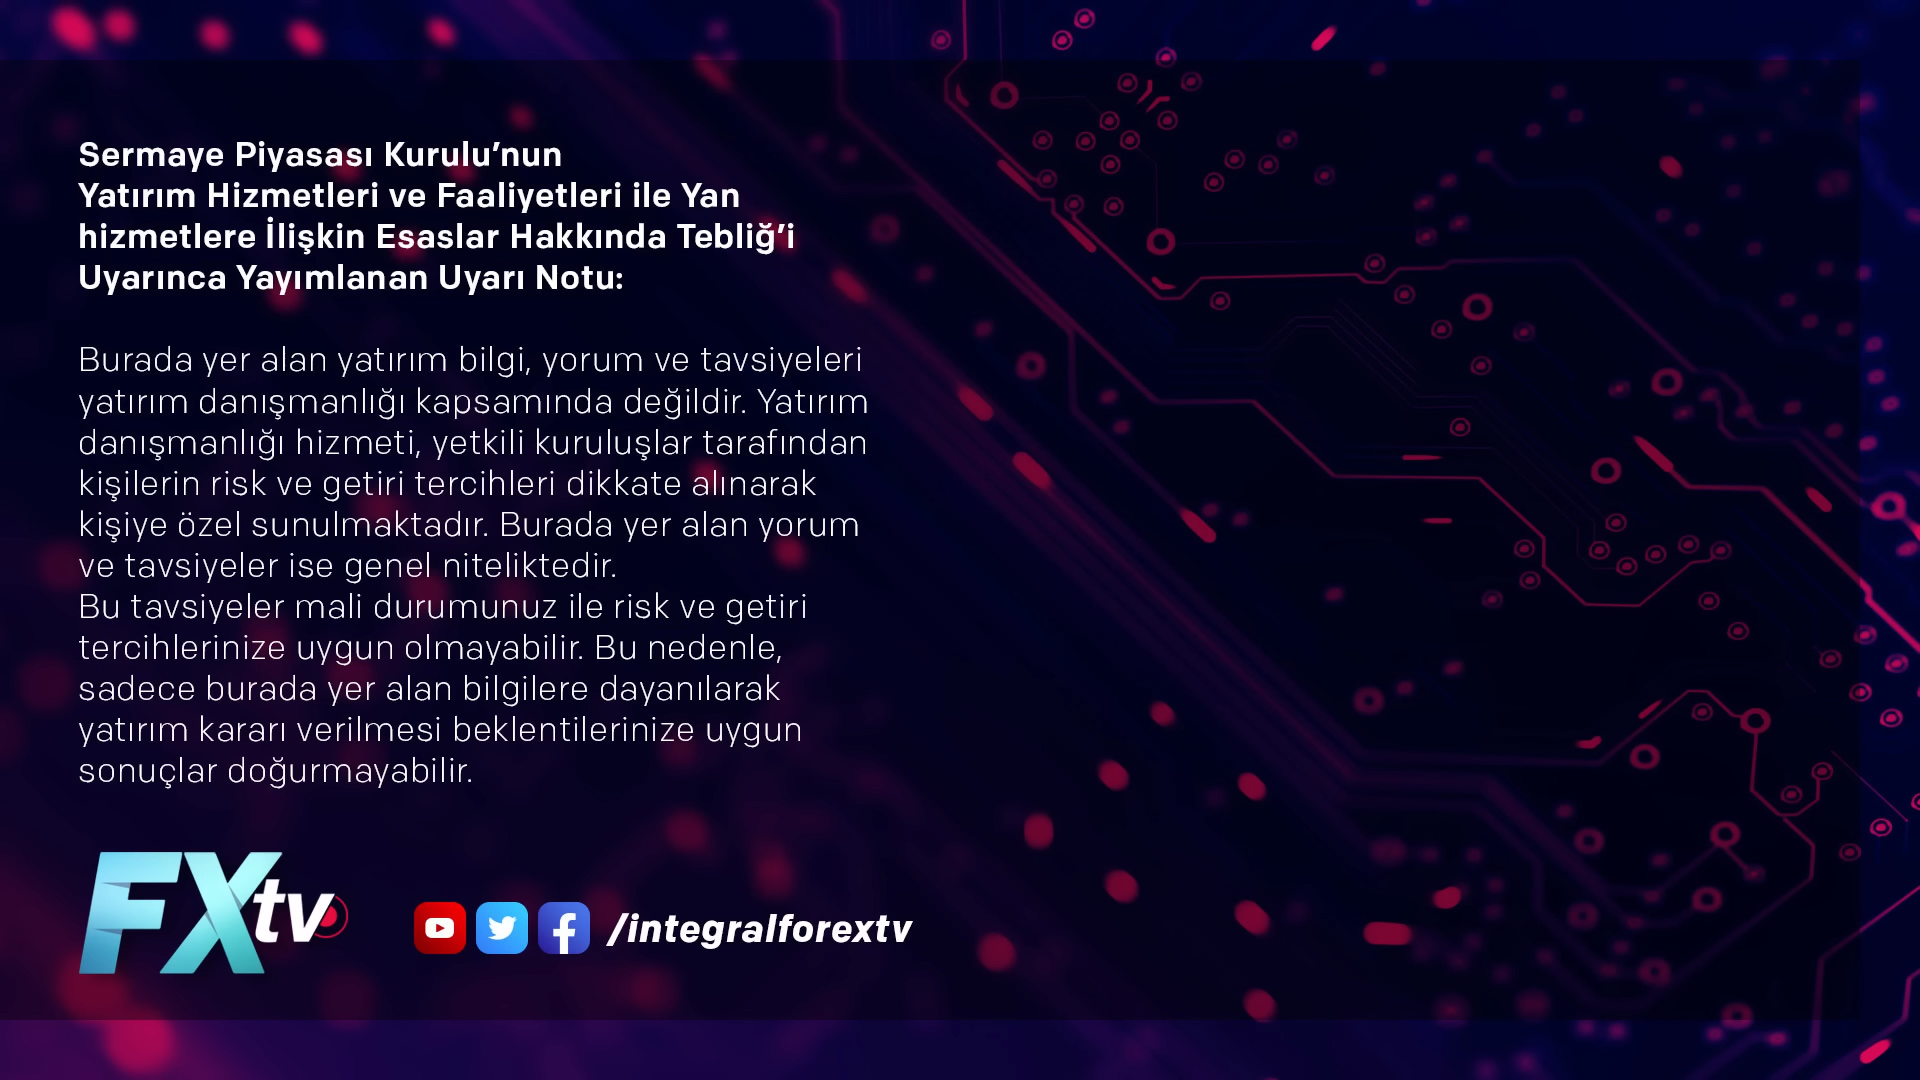 Sermaye Piyasası Kurulu’nun
Yatırım Hizmetleri ve Faaliyetleri ile Yan
hizmetlere İlişkin Esaslar Hakkında Tebliğ’i
Uyarınca Yayımlanan Uyarı Notu:
Burada yer alan yatırım bilgi, yorum ve tavsiyeleri
yatırım danışmanlığı kapsamında değildir. Yatırım
danışmanlığı hizmeti, yetkili kuruluşlar tarafından
kişilerin risk ve getiri tercihleri dikkate alınarak
kişiye özel sunulmaktadır. Burada yer alan yorum
ve tavsiyeler ise genel niteliktedir.
Bu tavsiyeler mali durumunuz ile risk ve getiri
tercihlerinize uygun olmayabilir. Bu nedenle,
sadece burada yer alan bilgilere dayanılarak
yatırım kararı verilmesi beklentilerinize uygun
sonuçlar doğurmayabilir.
FXtv
/integralforextv